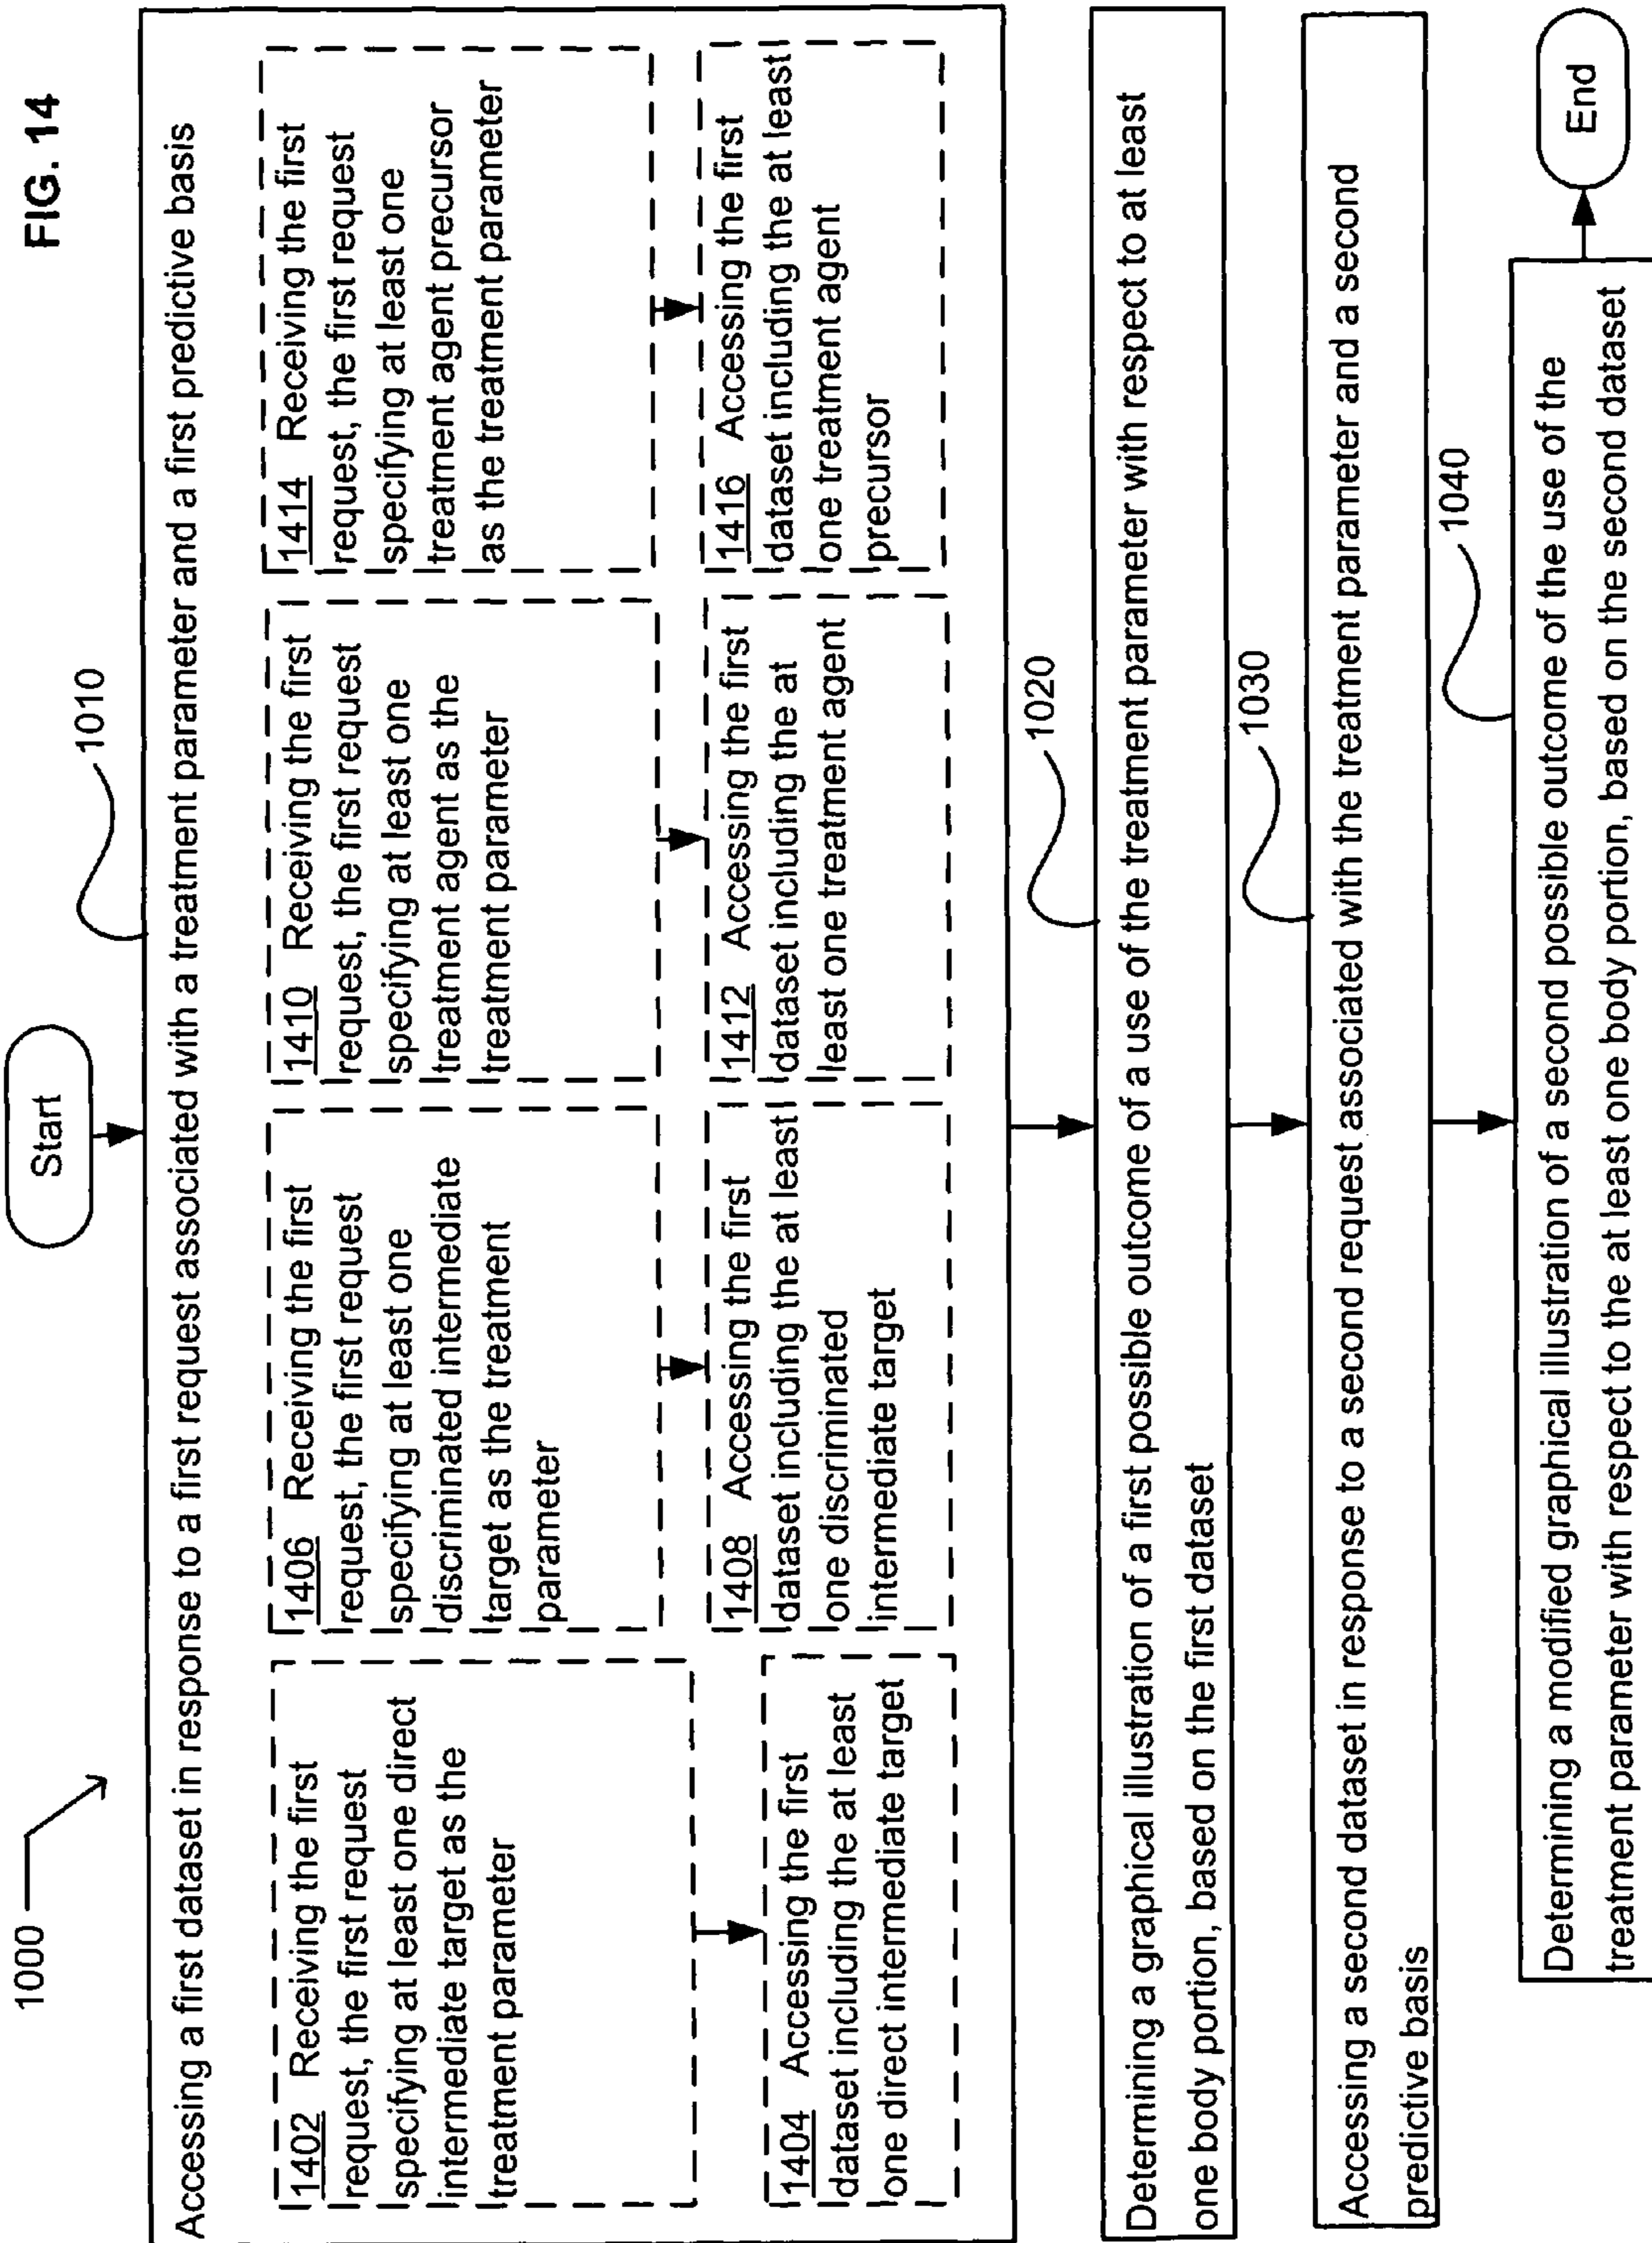 FIG. 14
1000
Start
1010
Accessing a first dataset in response to a first request associated with a treatment parameter and a first predictive basis
1402 Receiving the first
request, the first request
specifying at least one direct
intermediate target as the
treatment parameter
1404 Accessing the first
dataset including the at least
one direct intermediate target
1406 Receiving the first
request, the first request
specifying at least one
discriminated intermediate
target as the treatment
parameter
1408 Accessing the first
dataset including the at least
one discriminated
intermediate target
1410 Receiving the first
request, the first request
specifying at least one
treatment agent as the
treatment parameter
1412 Accessing the first
dataset including the at
least one treatment agent
1414 Receiving the first
request, the first request
specifying at least one
treatment agent precursor
as the treatment parameter
1416 Accessing the first
dataset including the at least
one treatment agent
precursor
1020
Determining a graphical illustration of a first possible outcome of a use of the treatment parameter with respect to at least
one body portion, based on the first dataset
1030
Accessing a second dataset in response to a second request associated with the treatment parameter and a second
predictive basis
1040
Determining a modified graphical illustration of a second possible outcome of the use of the
treatment parameter with respect to the at least one body portion, based on the second dataset
End